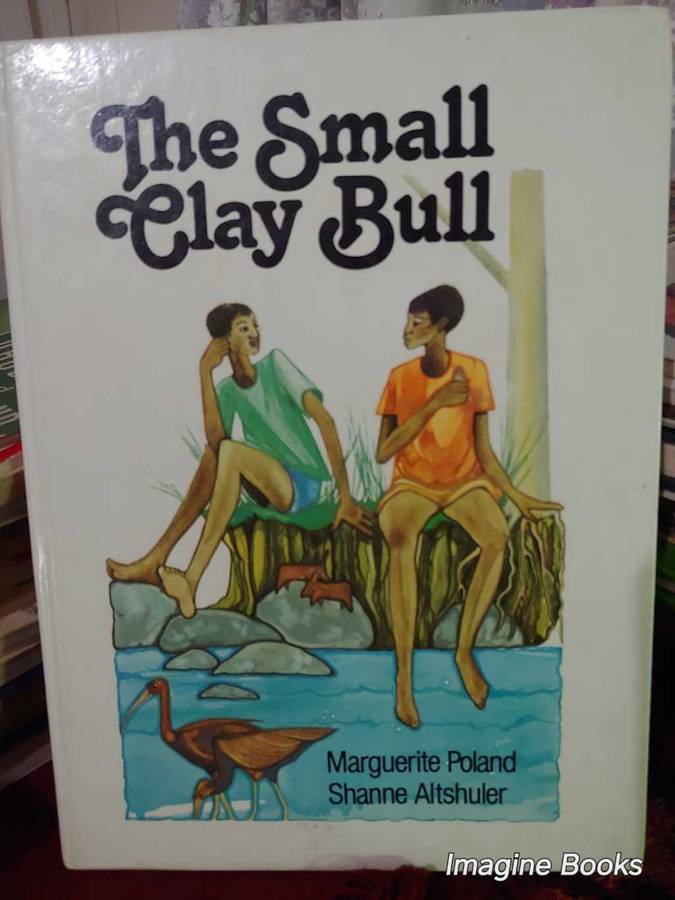 The Small
Clay Bull
Marguerite Poland
Shanne Altshuler
Imagine Books